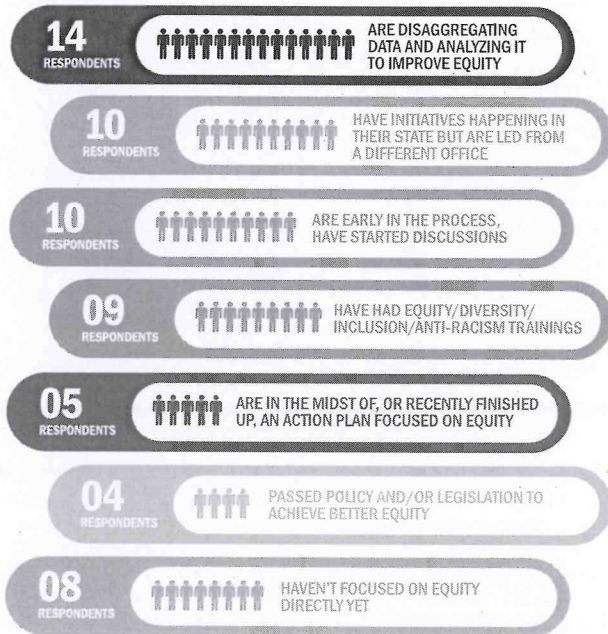 14
RESPONDENTS
ARE DISAGGREGATING
DATA AND ANALYZING IT
TO IMPROVE EQUITY
10
RESPONDENTS
HAVE INITIATIVES HAPPENING IN
THEIR STATE BUT ARE LED FROM
A DIFFERENT OFFICE
10
RESPONDENTS
ARE EARLY IN THE PROCESS,
HAVE STARTED DISCUSSIONS
09
RESPONDENTS
HAVE HAD EQUITY/DIVERSITY/
INCLUSION/ANTI-RACISM TRAININGS
05
RESPONDENTS
ARE IN THE MIDST OF, OR RECENTLY FINISHED
UP, AN ACTION PLAN FOCUSED ON EQUITY
04
RESPONDENTS
PASSED POLICY AND/OR LEGISLATION TO
ACHIEVE BETTER EQUITY
08
RESPONDENTS
HAVEN'T FOCUSED ON EQUITY
DIRECTLY YET